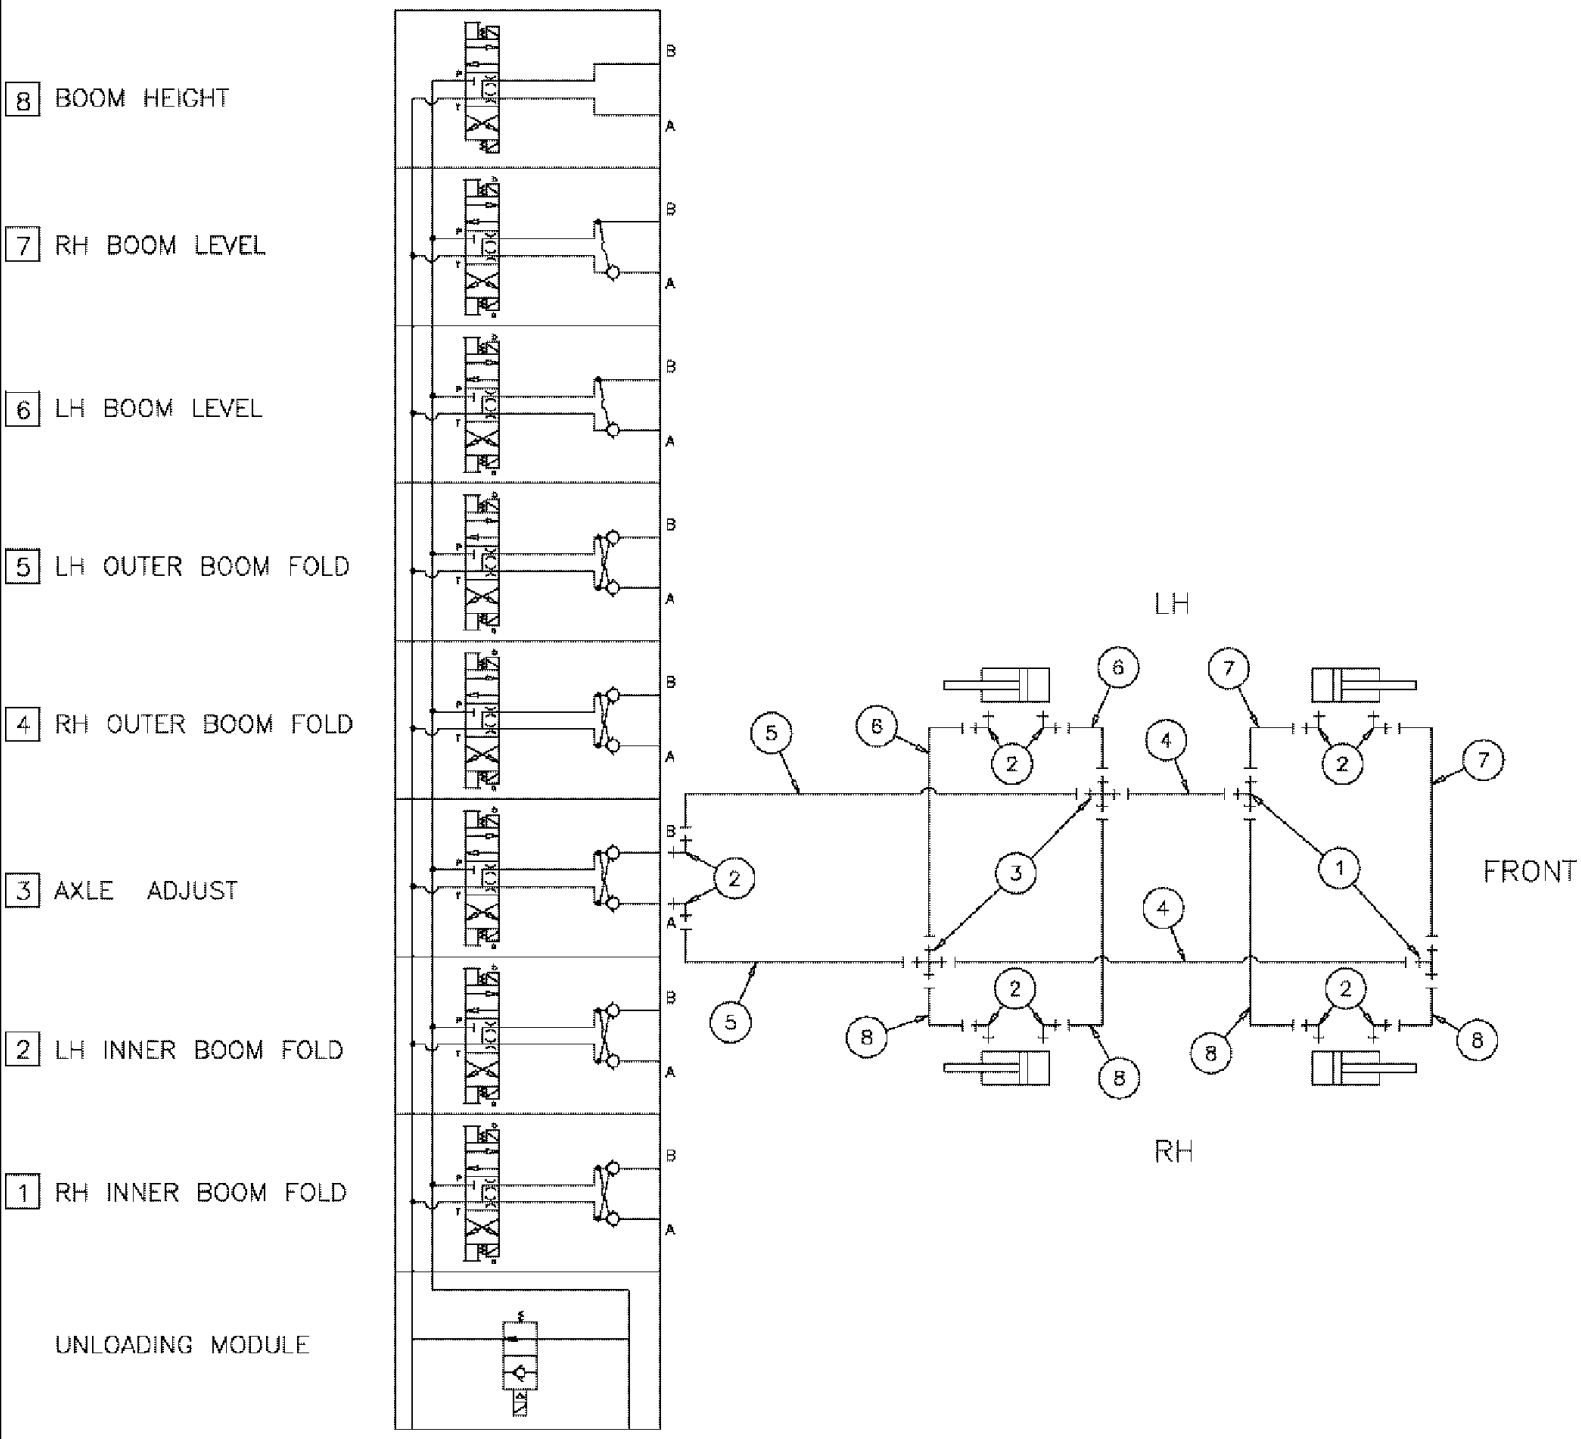 B
8 BOOM HEIGHT
P
T
A
B
7 RH BOOM LEVEL
P
T
A
B
6 LH BOOM LEVEL
P
T
A
B
5 LH OUTER BOOM FOLD
P
T
A
B
4 RH OUTER BOOM FOLD
P
T
A
B
3 AXLE ADJUST
P
T
A
B
2 LH INNER BOOM FOLD
P
T
A
B
1 RH INNER BOOM FOLD
P
T
A
UNLOADING MODULE
LH
6 7
5 6 2 4 2 7
2 3 1 FRONT
4
5 8 2 8 2 8
8
RH